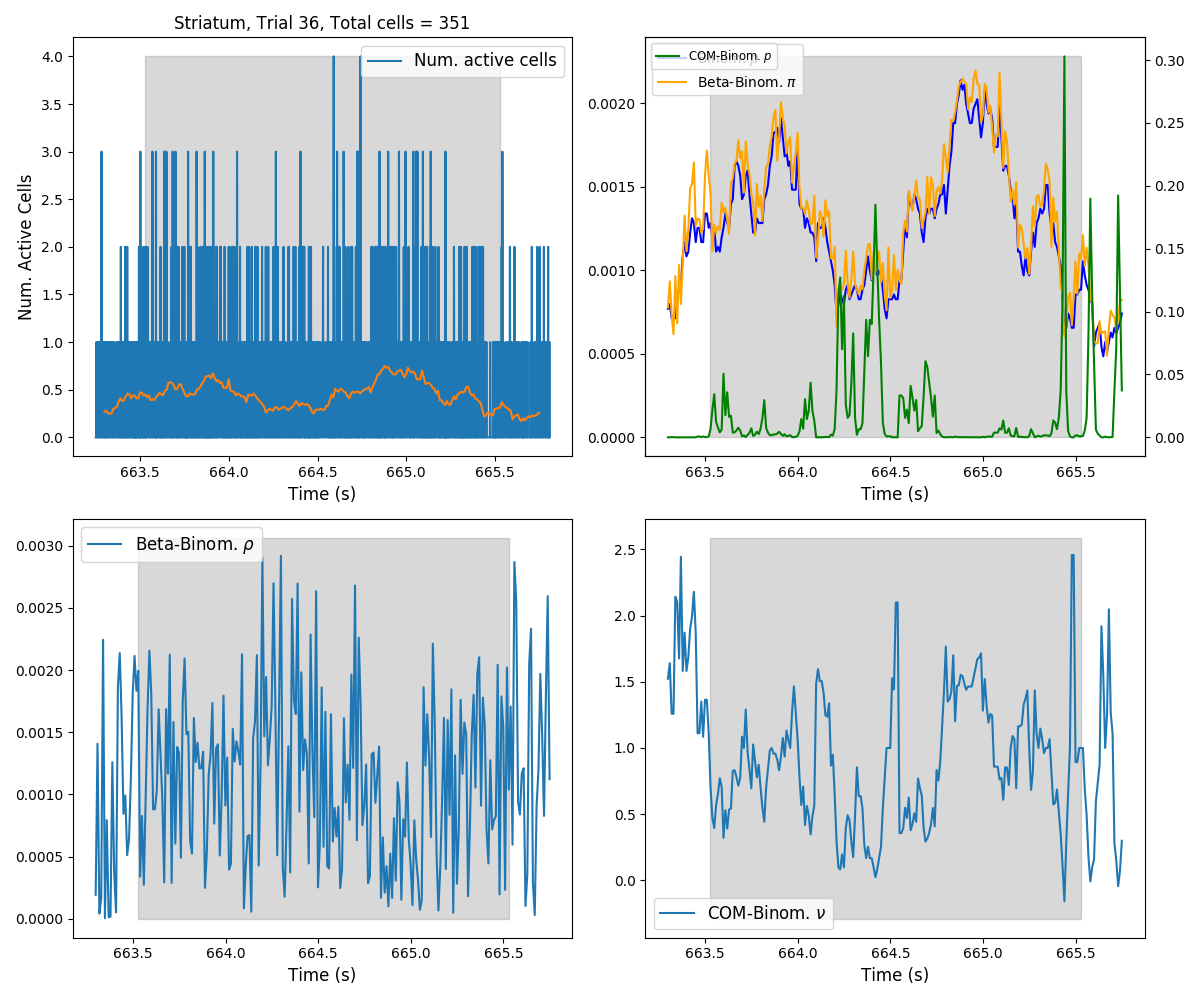 Striatum, Trial 36, Total cells = 351
Num. active cells
4.0
3.5
3.0
2.5
2.0
1.5
1.0
0.5
0.0
Num. Active Cells
663.5 664.0 664.5 665.0 665.5
Time (s)
COM-Binom. p
Beta-Binom. π
0.0020
0.0015
0.0010
0.0005
0.0000
0.30
0.25
0.20
0.15
0.10
0.05
0.00
663.5 664.0 664.5 665.0 665.5
Time (s)
Beta-Binom. ρ
0.0030
0.0025
0.0020
0.0015
0.0010
0.0005
0.0000
663.5 664.0 664.5 665.0 665.5
Time (s)
2.5
2.0
1.5
1.0
0.5
0.0
COM-Binom. ν
663.5 664.0 664.5 665.0 665.5
Time (s)